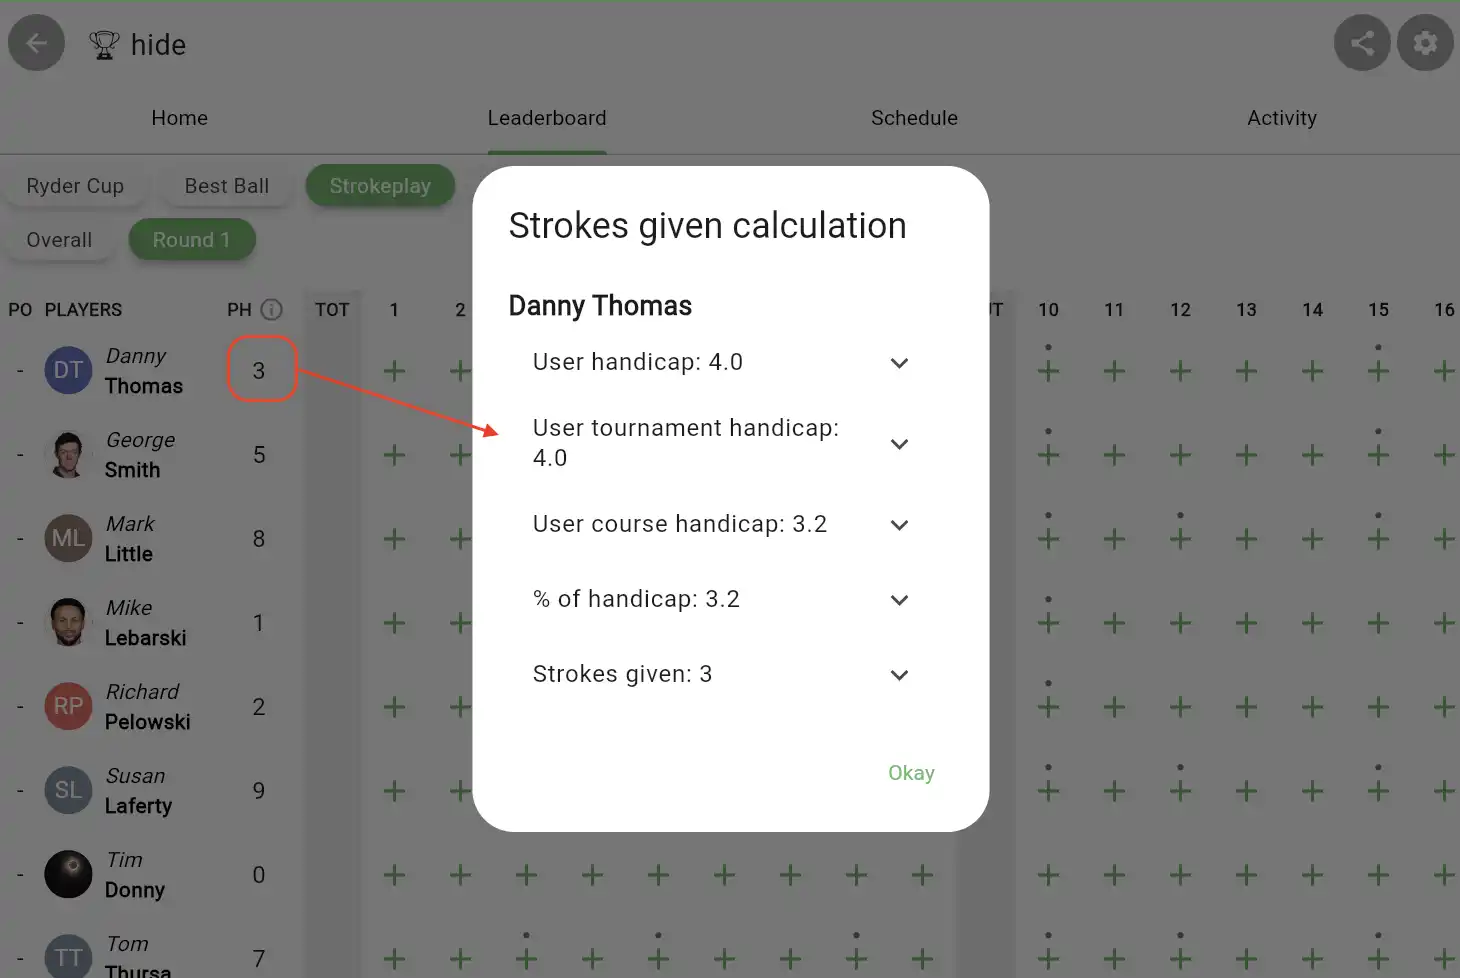 hide
Home Leaderboard Schedule Activity
Ryder Cup Best Ball Strokeplay
Overall Round 1
Strokes given calculation
Danny Thomas
User handicap: 4.0
User tournament handicap:
4.0
User course handicap: 3.2
% of handicap: 3.2
Strokes given: 3
Okay
PO PLAYERS PH TOT 1 2 10 11 12 13 14 15 16
- DT Danny
Thomas 3
- George
Smith 5
- ML Mark
Little 8
- Mike
Lebarski 1
- RP Richard
Pelowski 2
- SL Susan
Laferty 9
- Tim
Donny 0
- TT Tom
Thursa 7